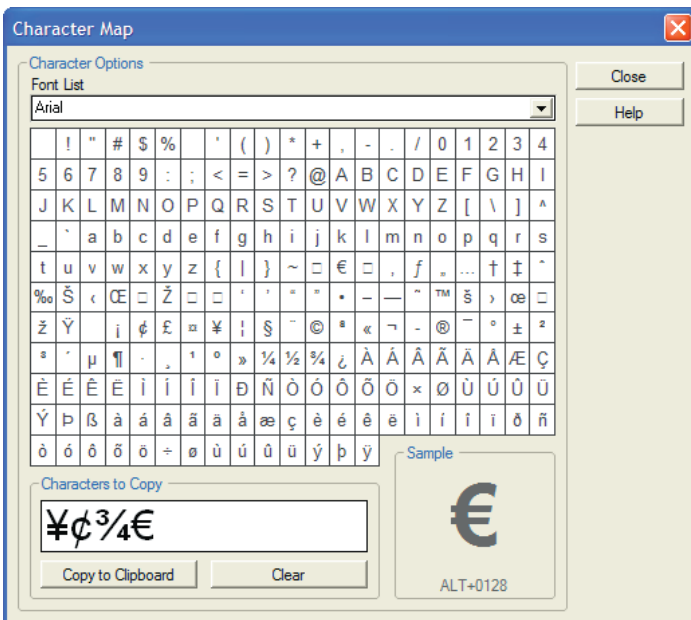 Character Map
Character Options
Font List
Arial
Close
Help
! " # $ % ' ( ) * + , - . / 0 1 2 3 4
5 6 7 8 9 : ; < = > ? @ A B C D E F G H I
J K L M N O P Q R S T U V W X Y Z [ \ ] ^
_ ` a b c d e f g h i j k l m n o p q r s
t u v w x y z { | } ~ □ € □ ‚ ƒ „ … † ‡ ˆ
‰ Š ‹ Œ □ Ž □ □ ‘ ’ “ ” • – — ˜ ™ š › œ □
ž Ÿ ¡ ¢ £ ¤ ¥ ¦ § ¨ © ª « ¬ - ® ¯ ° ± ²
³ ´ µ ¶ · ¸ ¹ º » ¼ ½ ¾ ¿ À Á Â Ã Ä Å Æ Ç
È É Ê Ë Ì Í Î Ï Ð Ñ Ò Ó Ô Õ Ö × Ø Ù Ú Û Ü
Ý Þ ß à á â ã ä å æ ç è é ê ë ì í î ï ð ñ
ò ó ô õ ö ÷ ø ù ú û ü ý þ ÿ
Characters to Copy
¥¢¾€
Copy to Clipboard
Clear
Sample
€
ALT+0128